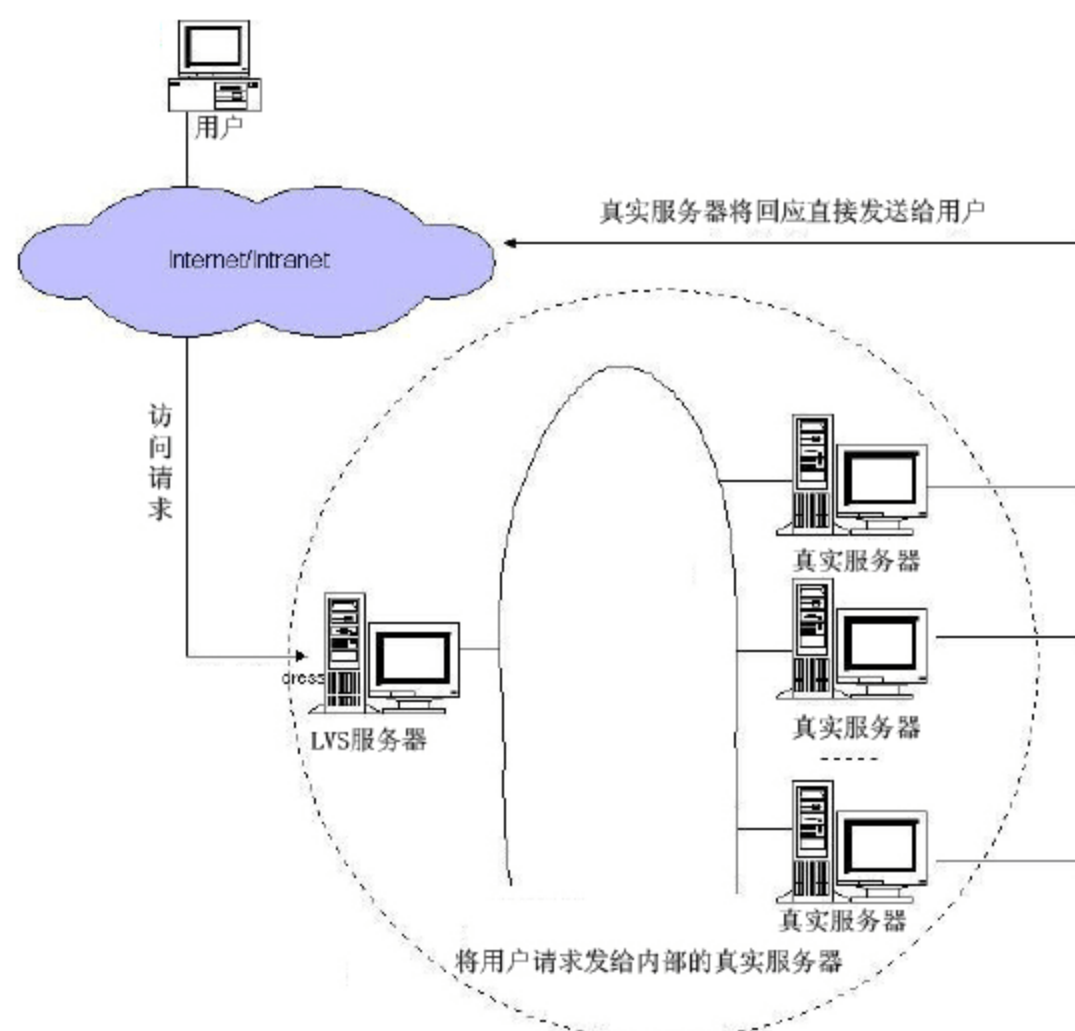 用户
真实服务器将回应直接发送给用户
Internet/Intranet
访问请求
真实服务器
真实服务器
cress
LVS服务器
真实服务器
将用户请求发给内部的真实服务器